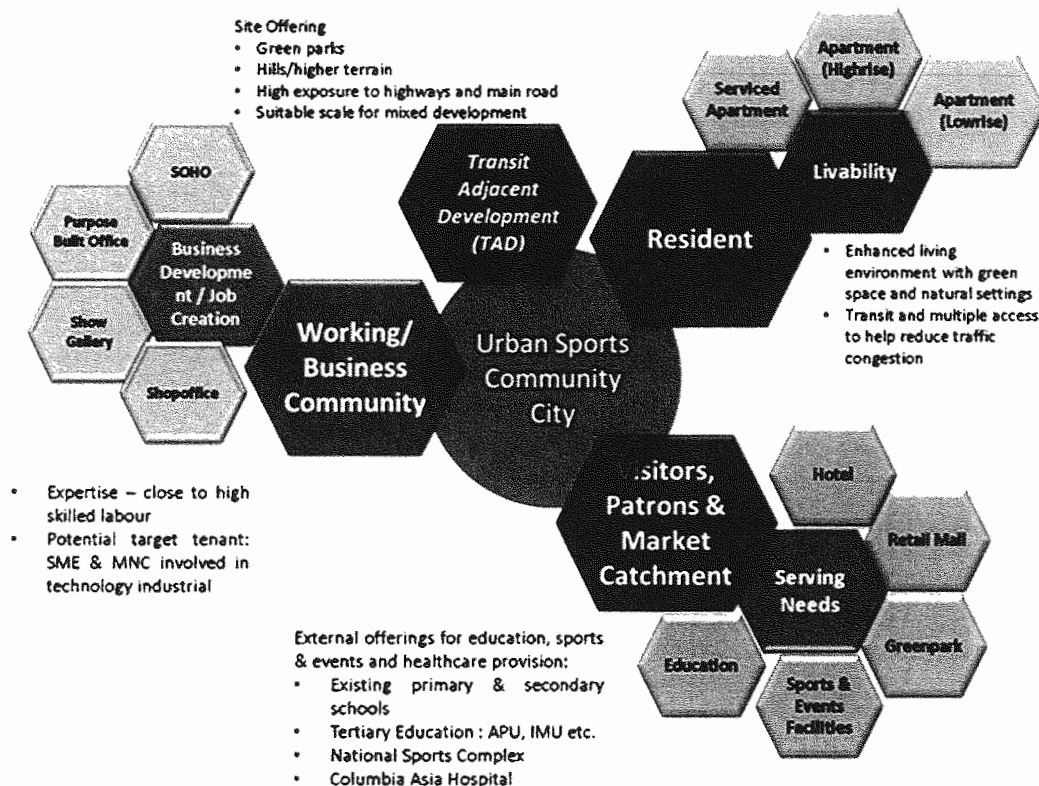 Site Offering
• Green parks
• Hills/higher terrain
• High exposure to highways and main road
• Suitable scale for mixed development
Transit
Adjacent
Development
(TAD)
Resident
Livability
Serviced
Apartment
Apartment
(Highrise)
Apartment
(Lowrise)
• Enhanced living
environment with green
space and natural settings
• Transit and multiple access
to help reduce traffic
congestion
SOHO
Purpose
Built Office
Business
Developme
nt / Job
Creation
Show
Gallery
Shopoffice
Working/
Business
Community
Urban Sports
Community
City
• Expertise – close to high
skilled labour
• Potential target tenant:
SME & MNC involved in
technology industrial
.isitors,
Patrons &
Market
Catchment
Serving
Needs
Hotel
Retail Mall
Greenpark
Sports &
Events
Facilities
Education
External offerings for education, sports
& events and healthcare provision:
• Existing primary & secondary
schools
• Tertiary Education : APU, IMU etc.
• National Sports Complex
• Columbia Asia Hospital